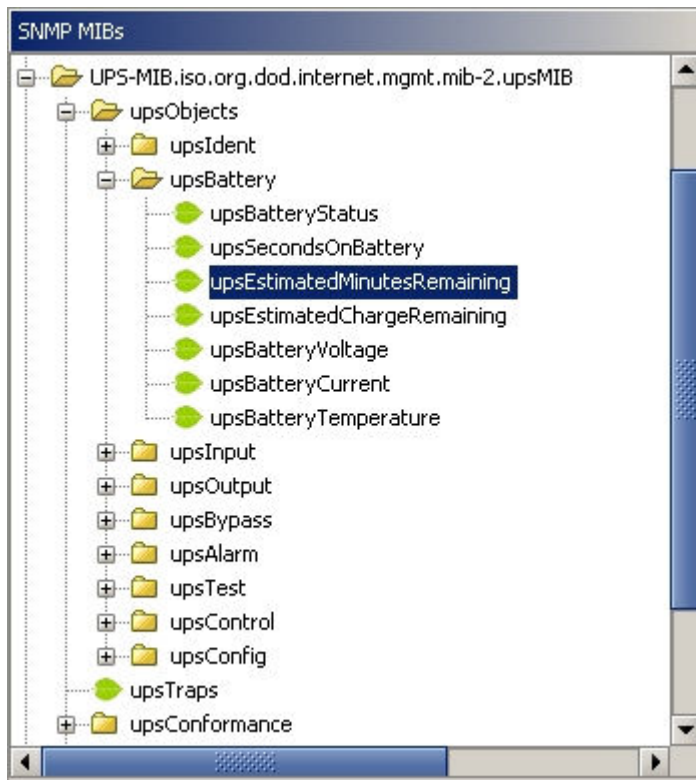 SNMP MIBs
UPS-MIB.iso.org.dod.internet.mgmt.mib-2.upsMIB
upsObjects
upsIdent
upsBattery
upsBatteryStatus
upsSecondsOnBattery
upsEstimatedMinutesRemaining
upsEstimatedChargeRemaining
upsBatteryVoltage
upsBatteryCurrent
upsBatteryTemperature
upsInput
upsOutput
upsBypass
upsAlarm
upsTest
upsControl
upsConfig
upsTraps
upsConformance